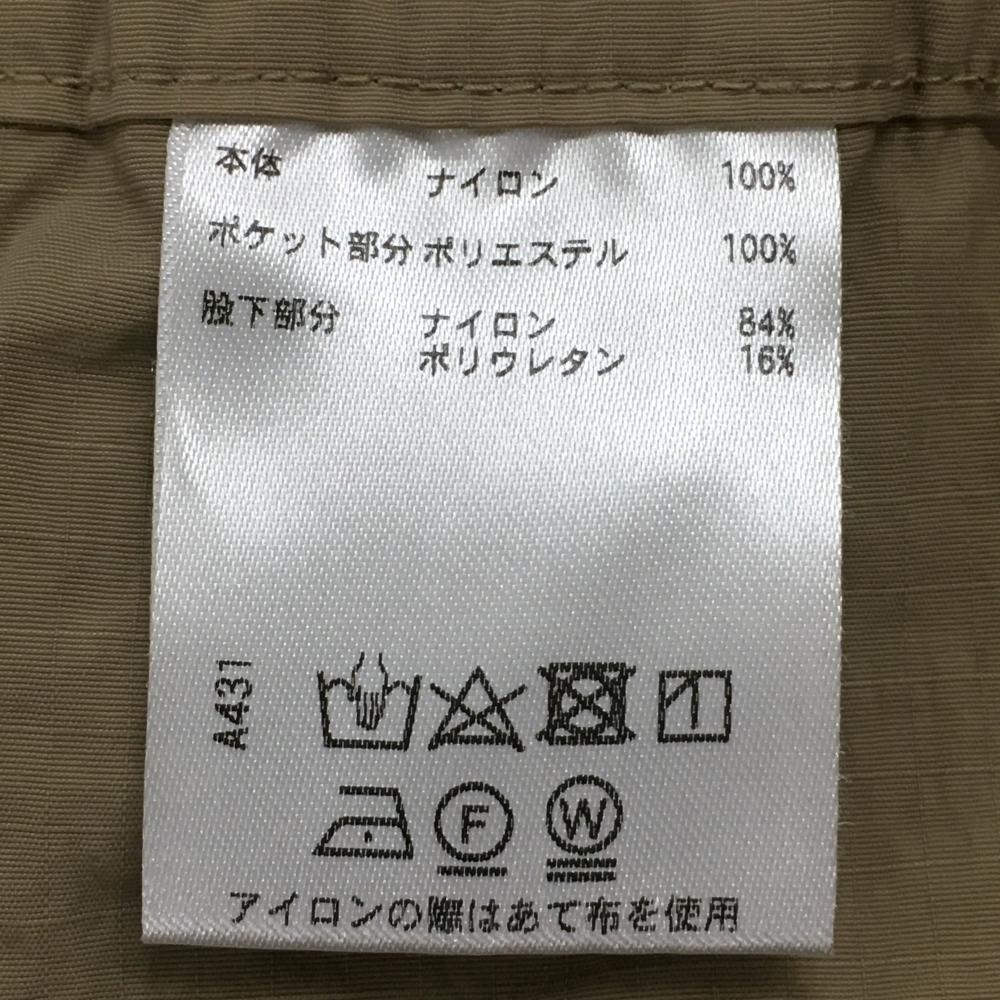 本体 ナイロン 100%
ポケット部分 ポリエステル 100%
股下部分 ナイロン 84%
ポリウレタン 16%
A431
F W
アイロンの際はあて布を使用